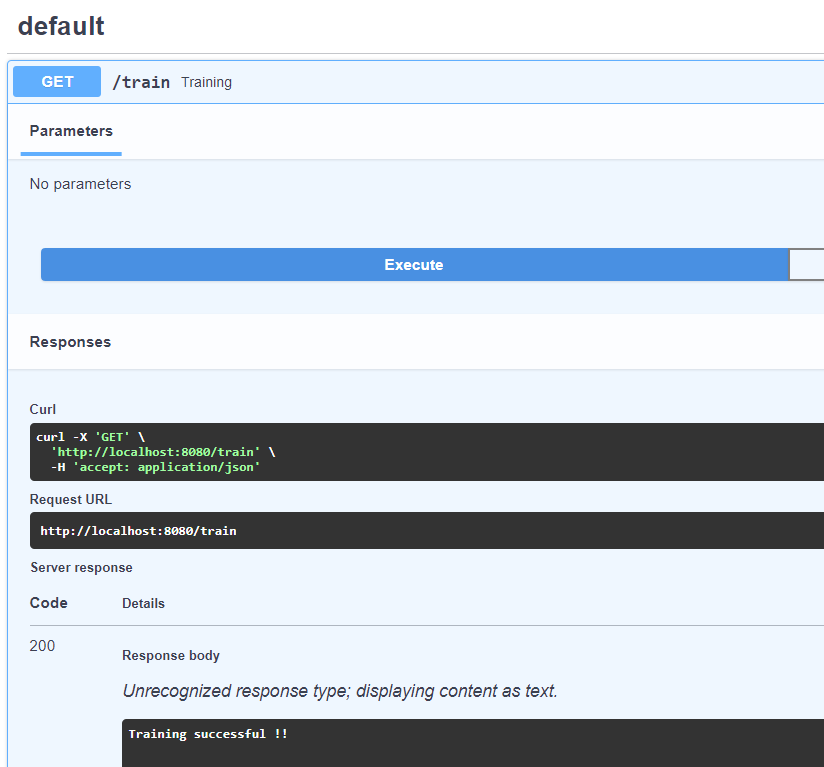 default
GET /train Training
Parameters
No parameters
Execute
Responses
Curl
curl -X 'GET' \
'http://localhost:8080/train' \
-H 'accept: application/json'
Request URL
http://localhost:8080/train
Server response
Code Details
200
Response body
Unrecognized response type; displaying content as text.
Training successful !!